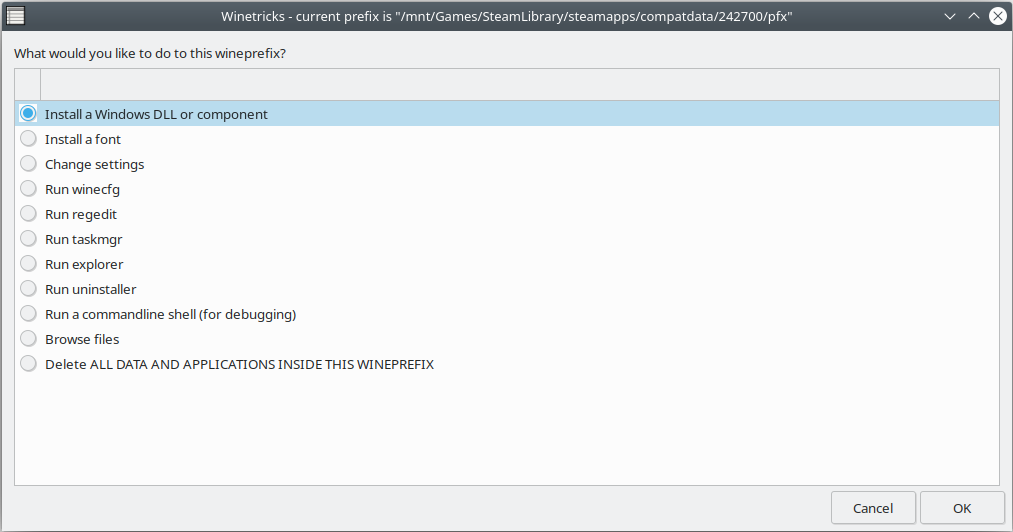 Winetricks - current prefix is "/mnt/Games/SteamLibrary/steamapps/compatdata/242700/pfx"
What would you like to do to this wineprefix?
Install a Windows DLL or component
Install a font
Change settings
Run winecfg
Run regedit
Run taskmgr
Run explorer
Run uninstaller
Run a commandline shell (for debugging)
Browse files
Delete ALL DATA AND APPLICATIONS INSIDE THIS WINEPREFIX
Cancel OK